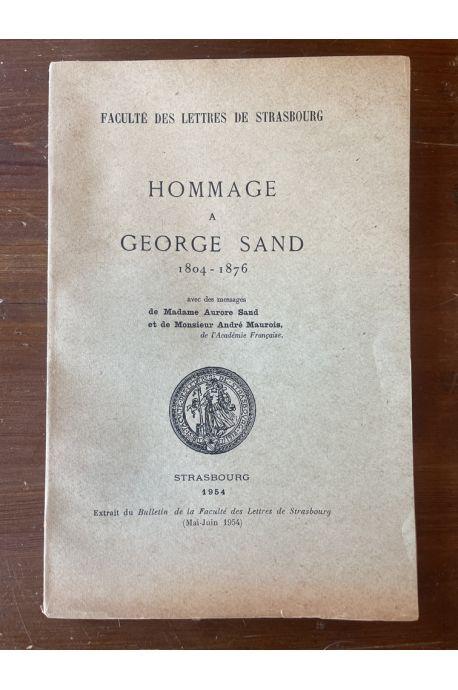 FACULTÉ DES LETTRES DE STRASBOURG
HOMMAGE
A
GEORGE SAND
1804 - 1876
avec des messages
de Madame Aurore Sand
et de Monsieur André Maurois,
de l'Académie Française.
STRASBOURG
1954
Extrait du Bulletin de la Faculté des Lettres de Strasbourg
(Mai-Juin 1954)